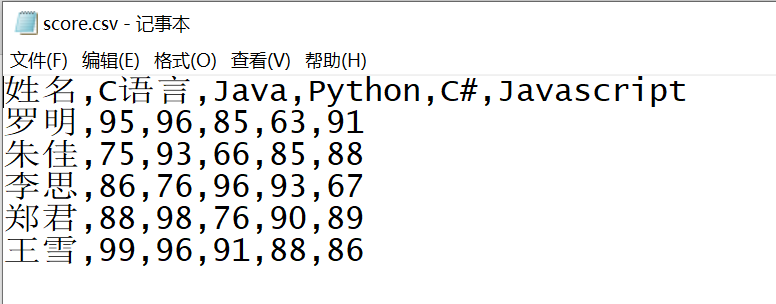 score.csv - 记事本
文件(F) 编辑(E) 格式(O) 查看(V) 帮助(H)
姓名,C语言,Java,Python,C#,Javascript
罗明,95,96,85,63,91
朱佳,75,93,66,85,88
李思,86,76,96,93,67
郑君,88,98,76,90,89
王雪,99,96,91,88,86